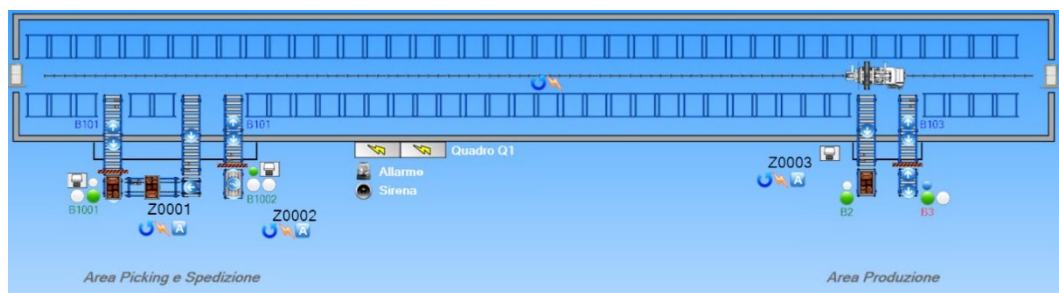 B101
B101
B103
Quadro Q1
Allarme
Sirena
Z0003
A
B1001
Z0001
A
B1002
Z0002
A
B2
B3
Area Picking e Spedizione
Area Produzione